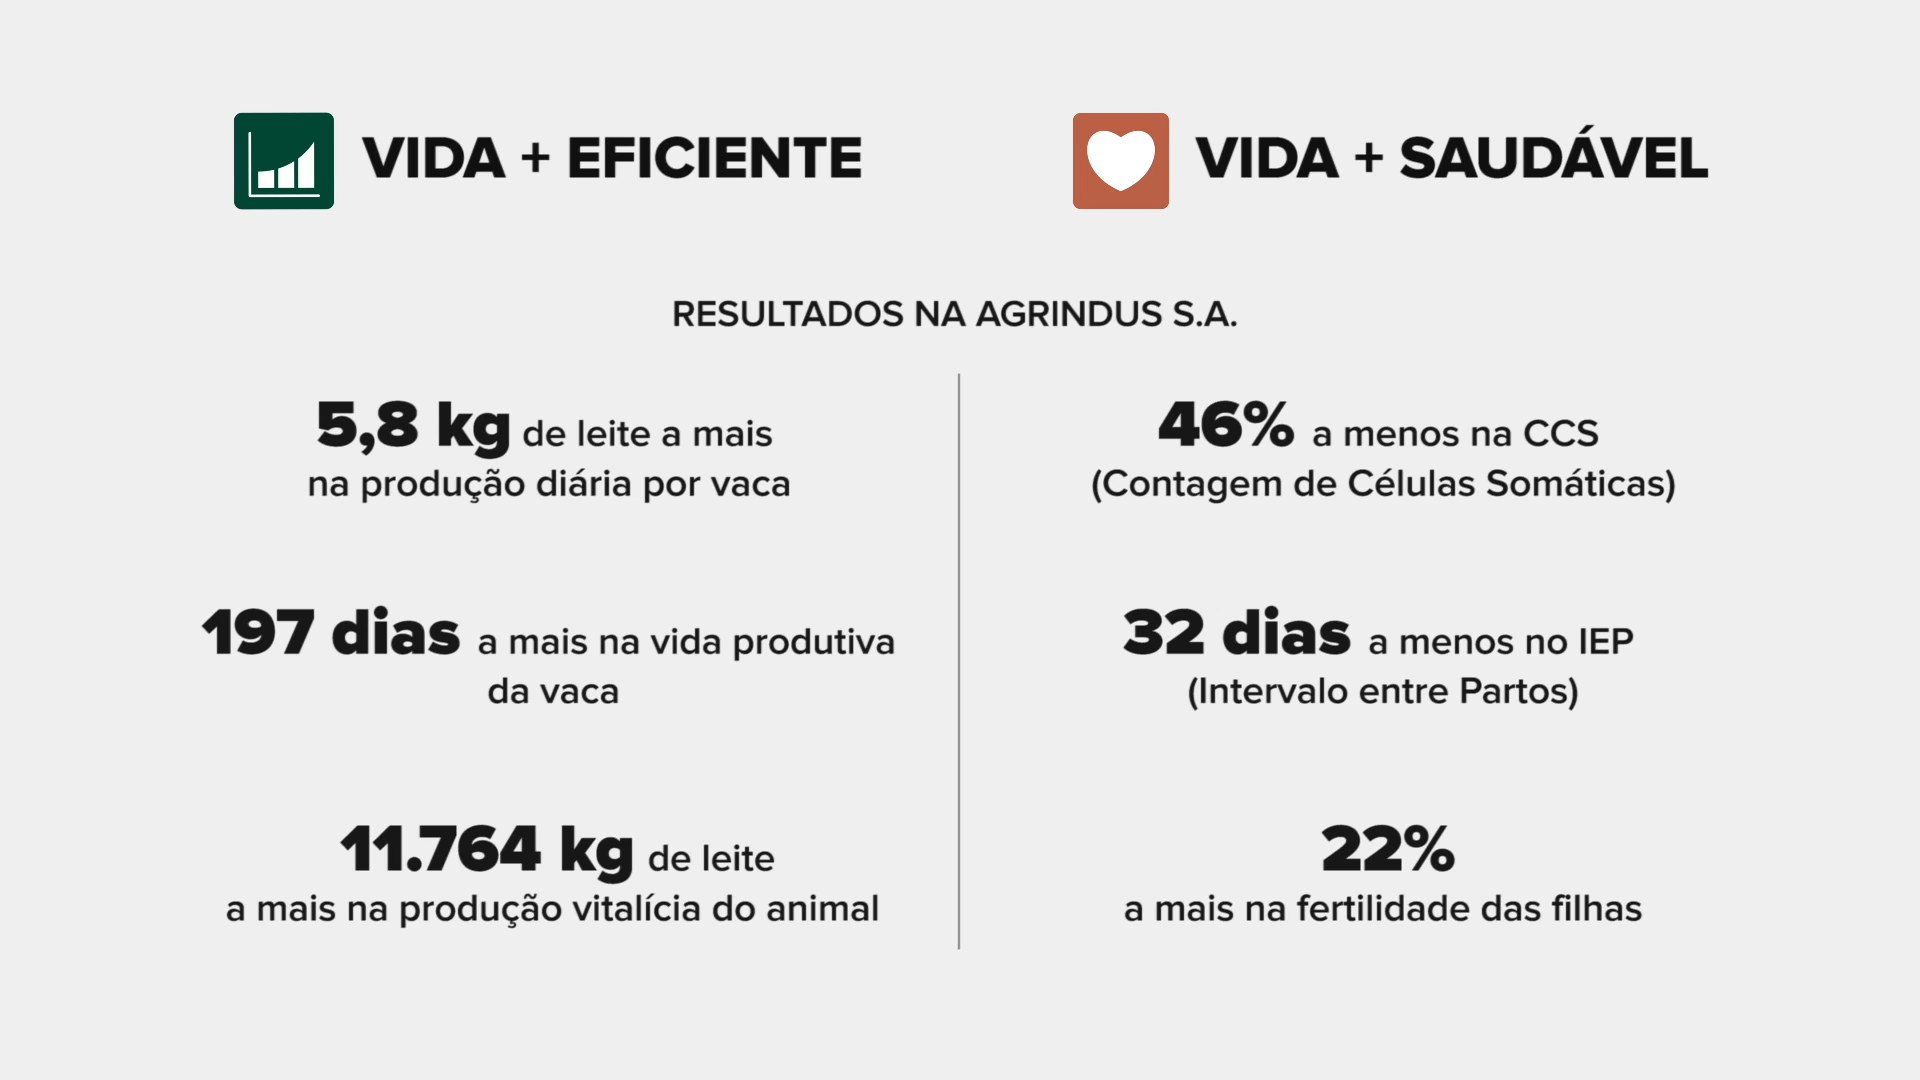 VIDA + EFICIENTE
VIDA + SAUDÁVEL
RESULTADOS NA AGRINDUS S.A.
5,8 kg de leite a mais
na produção diária por vaca
197 dias a mais na vida produtiva
da vaca
11.764 kg de leite
a mais na produção vitalícia do animal
46% a menos na CCS
(Contagem de Células Somáticas)
32 dias a menos no IEP
(Intervalo entre Partos)
22%
a mais na fertilidade das filhas